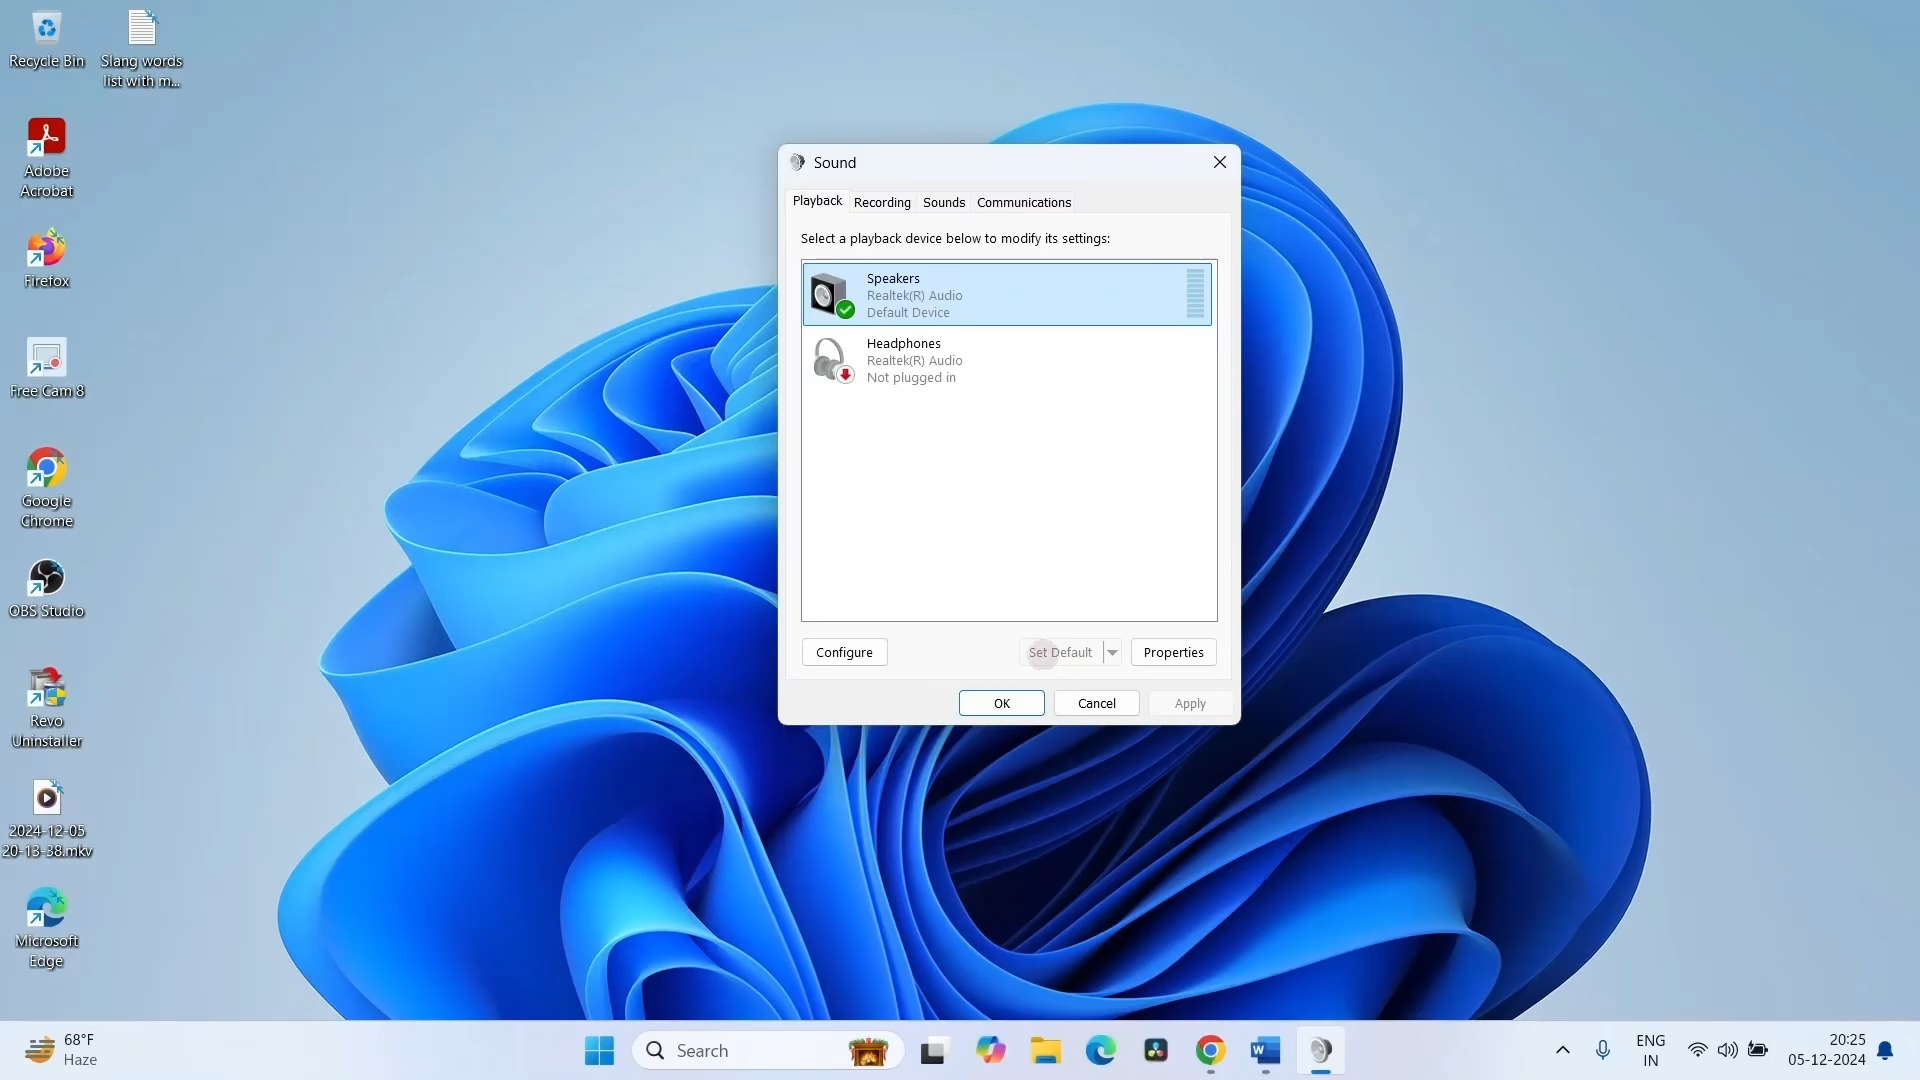 Recycle Bin
Slang words
list with m...
Adobe
Acrobat
Firefox
Free Cam 8
Google
Chrome
OBS Studio
Revo
Uninstaller
2024-12-05
20-13-38.mkv
Microsoft
Edge
Sound
Playback
Recording
Sounds
Communications
Select a playback device below to modify its settings:
Speakers
Realtek(R) Audio
Default Device
Headphones
Realtek(R) Audio
Not plugged in
Configure
Set Default
Properties
OK
Cancel
Apply
68°F
Haze
Search
ENG
IN
20:25
05-12-2024